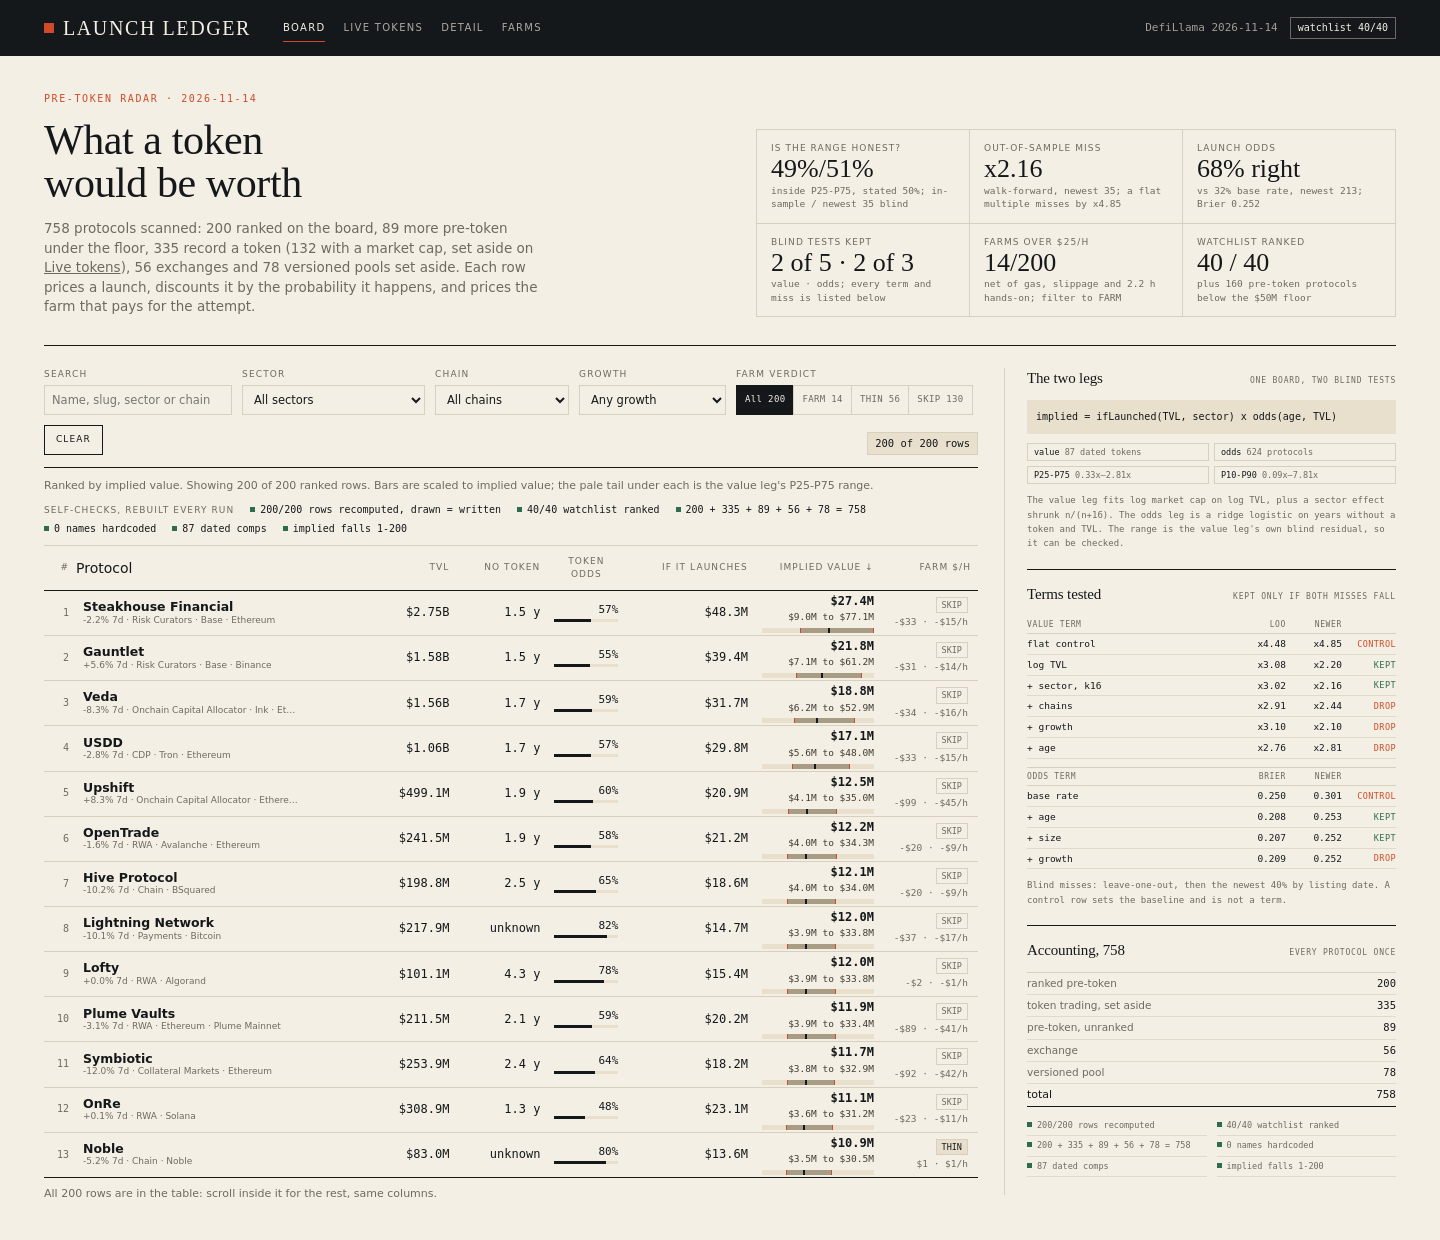 LAUNCH LEDGER BOARD LIVE TOKENS DETAIL FARMS DefiLlama 2026-11-14 watchlist 40/40
PRE-TOKEN RADAR · 2026-11-14
What a token
would be worth
758 protocols scanned: 200 ranked on the board, 89 more pre-token
under the floor, 335 record a token (132 with a market cap, set aside on
Live tokens), 56 exchanges and 78 versioned pools set aside. Each row
prices a launch, discounts it by the probability it happens, and prices the
farm that pays for the attempt.
IS THE RANGE HONEST?
49%/51%
inside P25-P75, stated 50%; in-
sample / newest 35 blind
OUT-OF-SAMPLE MISS
x2.16
walk-forward, newest 35; a flat
multiple misses by x4.85
LAUNCH ODDS
68% right
vs 32% base rate, newest 213;
Brier 0.252
BLIND TESTS KEPT
2 of 5 · 2 of 3
value · odds; every term and
miss is listed below
FARMS OVER $25/H
14/200
net of gas, slippage and 2.2 h
hands-on; filter to FARM
WATCHLIST RANKED
40 / 40
plus 160 pre-token protocols
below the $50M floor
SEARCH SECTOR CHAIN GROWTH FARM VERDICT
Name, slug, sector or chain All sectors All chains Any growth All 200 FARM 14 THIN 56 SKIP 130
CLEAR 200 of 200 rows
Ranked by implied value. Showing 200 of 200 ranked rows. Bars are scaled to implied value; the pale tail under each is the value leg's P25-P75 range.
SELF-CHECKS, REBUILT EVERY RUN 200/200 rows recomputed, drawn = written 40/40 watchlist ranked 200 + 335 + 89 + 56 + 78 = 758
0 names hardcoded 87 dated comps implied falls 1-200
# Protocol TVL NO TOKEN TOKEN ODDS IF IT LAUNCHES IMPLIED VALUE ↓ FARM $/H
1 Steakhouse Financial $2.75B 1.5 y 57% $48.3M $27.4M SKIP
-2.2% 7d · Risk Curators · Base · Ethereum $9.0M to $77.1M -$33 · -$15/h
2 Gauntlet $1.58B 1.5 y 55% $39.4M $21.8M SKIP
+5.6% 7d · Risk Curators · Base · Binance $7.1M to $61.2M -$31 · -$14/h
3 Veda $1.56B 1.7 y 59% $31.7M $18.8M SKIP
-8.3% 7d · Onchain Capital Allocator · Ink · Et… $6.2M to $52.9M -$34 · -$16/h
4 USDD $1.06B 1.7 y 57% $29.8M $17.1M SKIP
-2.8% 7d · CDP · Tron · Ethereum $5.6M to $48.0M -$33 · -$15/h
5 Upshift $499.1M 1.9 y 60% $20.9M $12.5M SKIP
+8.3% 7d · Onchain Capital Allocator · Ethere… $4.1M to $35.0M -$99 · -$45/h
6 OpenTrade $241.5M 1.9 y 58% $21.2M $12.2M SKIP
-1.6% 7d · RWA · Avalanche · Ethereum $4.0M to $34.3M -$20 · -$9/h
7 Hive Protocol $198.8M 2.5 y 65% $18.6M $12.1M SKIP
-10.2% 7d · Chain · BSquared $4.0M to $34.0M -$20 · -$9/h
8 Lightning Network $217.9M unknown 82% $14.7M $12.0M SKIP
-10.1% 7d · Payments · Bitcoin $3.9M to $33.8M -$37 · -$17/h
9 Lofty $101.1M 4.3 y 78% $15.4M $12.0M SKIP
+0.0% 7d · RWA · Algorand $3.9M to $33.8M -$2 · -$1/h
10 Plume Vaults $211.5M 2.1 y 59% $20.2M $11.9M SKIP
-3.1% 7d · RWA · Ethereum · Plume Mainnet $3.9M to $33.4M -$89 · -$41/h
11 Symbiotic $253.9M 2.4 y 64% $18.2M $11.7M SKIP
-12.0% 7d · Collateral Markets · Ethereum $3.8M to $32.9M -$92 · -$42/h
12 OnRe $308.9M 1.3 y 48% $23.1M $11.1M SKIP
+0.1% 7d · RWA · Solana $3.6M to $31.2M -$23 · -$11/h
13 Noble $83.0M unknown 80% $13.6M $10.9M THIN
-5.2% 7d · Chain · Noble $3.5M to $30.5M $1 · $1/h
All 200 rows are in the table: scroll inside it for the rest, same columns.
The two legs ONE BOARD, TWO BLIND TESTS
implied = ifLaunched(TVL, sector) x odds(age, TVL)
value 87 dated tokens odds 624 protocols
P25-P75 0.33x—2.81x P10-P90 0.09x—7.81x
The value leg fits log market cap on log TVL, plus a sector effect
shrunk n/(n+16). The odds leg is a ridge logistic on years without a
token and TVL. The range is the value leg's own blind residual, so
it can be checked.
Terms tested KEPT ONLY IF BOTH MISSES FALL
VALUE TERM LOO NEWER
flat control x4.48 x4.85 CONTROL
log TVL x3.08 x2.20 KEPT
+ sector, k16 x3.02 x2.16 KEPT
+ chains x2.91 x2.44 DROP
+ growth x3.10 x2.10 DROP
+ age x2.76 x2.81 DROP
ODDS TERM BRIER NEWER
base rate 0.250 0.301 CONTROL
+ age 0.208 0.253 KEPT
+ size 0.207 0.252 KEPT
+ growth 0.209 0.252 DROP
Blind misses: leave-one-out, then the newest 40% by listing date. A
control row sets the baseline and is not a term.
Accounting, 758 EVERY PROTOCOL ONCE
ranked pre-token 200
token trading, set aside 335
pre-token, unranked 89
exchange 56
versioned pool 78
total 758
200/200 rows recomputed 40/40 watchlist ranked
200 + 335 + 89 + 56 + 78 = 758 0 names hardcoded
87 dated comps implied falls 1-200